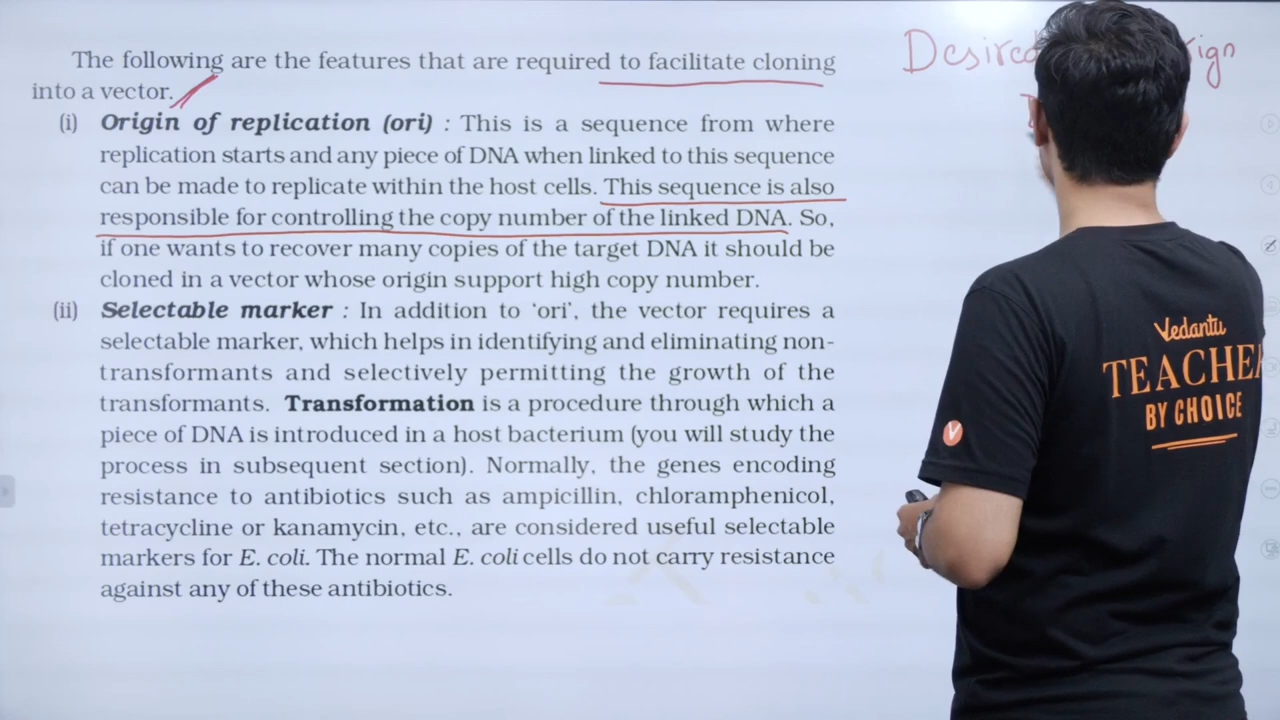 The following are the features that are required to facilitate cloning
into a vector.
(i) Origin of replication (ori) : This is a sequence from where
replication starts and any piece of DNA when linked to this sequence
can be made to replicate within the host cells. This sequence is also
responsible for controlling the copy number of the linked DNA. So,
if one wants to recover many copies of the target DNA it should be
cloned in a vector whose origin support high copy number.
(ii) Selectable marker : In addition to ‘ori’, the vector requires a
selectable marker, which helps in identifying and eliminating non-
transformants and selectively permitting the growth of the
transformants. Transformation is a procedure through which a
piece of DNA is introduced in a host bacterium (you will study the
process in subsequent section). Normally, the genes encoding
resistance to antibiotics such as ampicillin, chloramphenicol,
tetracycline or kanamycin, etc., are considered useful selectable
markers for E. coli. The normal E. coli cells do not carry resistance
against any of these antibiotics.
Vedantu
TEACHE
BY CHOICE
V